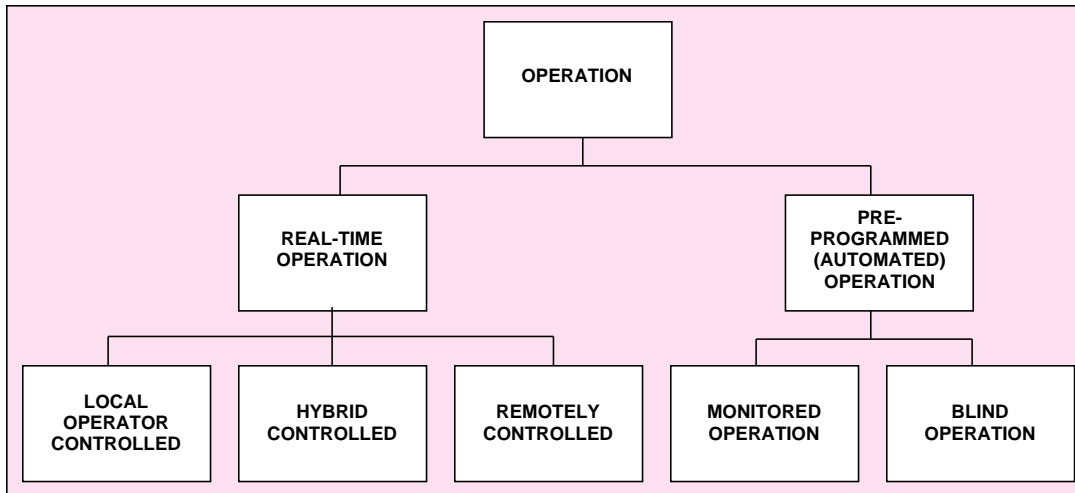 OPERATION
REAL-TIME
OPERATION
PRE-
PROGRAMMED
(AUTOMATED)
OPERATION
LOCAL
OPERATOR
CONTROLLED
HYBRID
CONTROLLED
REMOTELY
CONTROLLED
MONITORED
OPERATION
BLIND
OPERATION